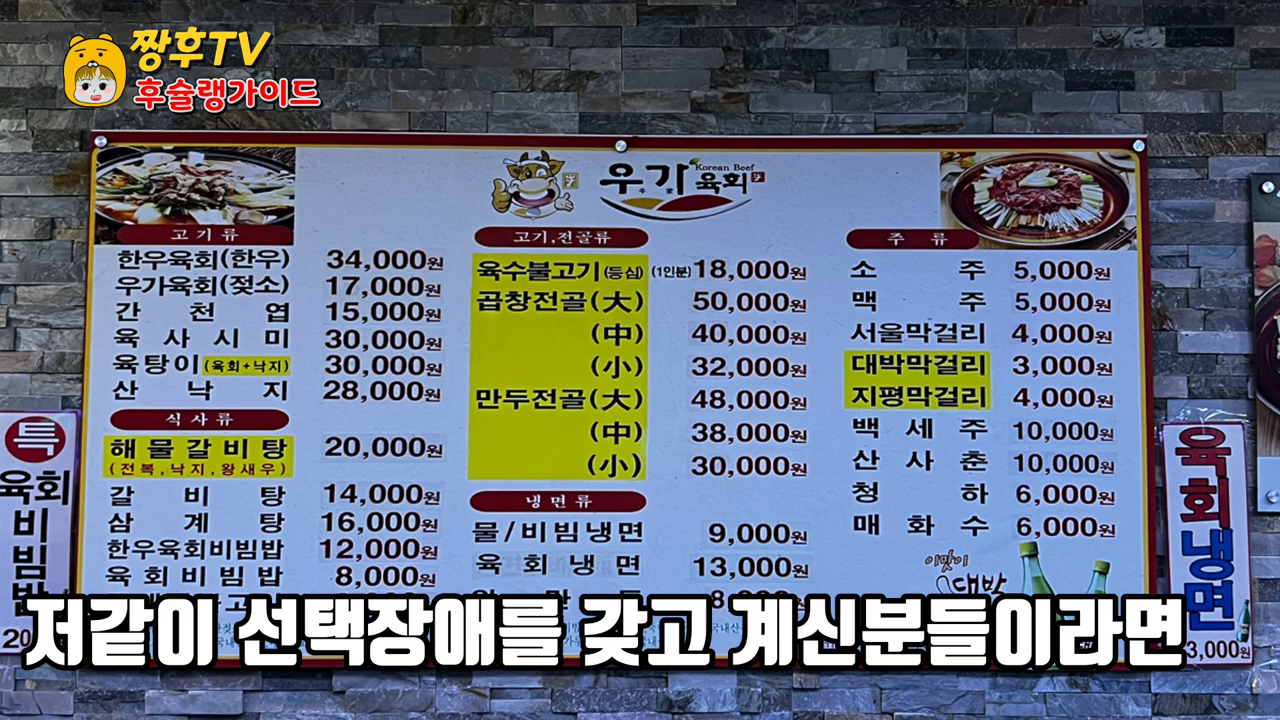 짱후TV
후슐랭가이드
Korean Beef
우가육회
고기류
한우육회(한우) 34,000원
우가육회(젖소) 17,000원
간천엽 15,000원
육사시미 30,000원
육탕이(육회+낙지) 30,000원
산낙지 28,000원
식사류
해물갈비탕 20,000원
(전복,낙지,왕새우)
갈비탕 14,000원
삼계탕 16,000원
한우육회비빔밥 12,000원
육회비빔밥 8,000원
고기,전골류
육수불고기(등심)(1인분) 18,000원
곱창전골(大) 50,000원
(中) 40,000원
(小) 32,000원
만두전골(大) 48,000원
(中) 38,000원
(小) 30,000원
냉면류
물/비빔냉면 9,000원
육회냉면 13,000원
주류
소주 5,000원
맥주 5,000원
서울막걸리 4,000원
대박막걸리 3,000원
지평막걸리 4,000원
백세주 10,000원
산사춘 10,000원
청하 6,000원
매화수 6,000원
이맛이
대박
특
육회비빔밥
육회냉면
3,000원
저같이 선택장애를 갖고 계신분들이라면